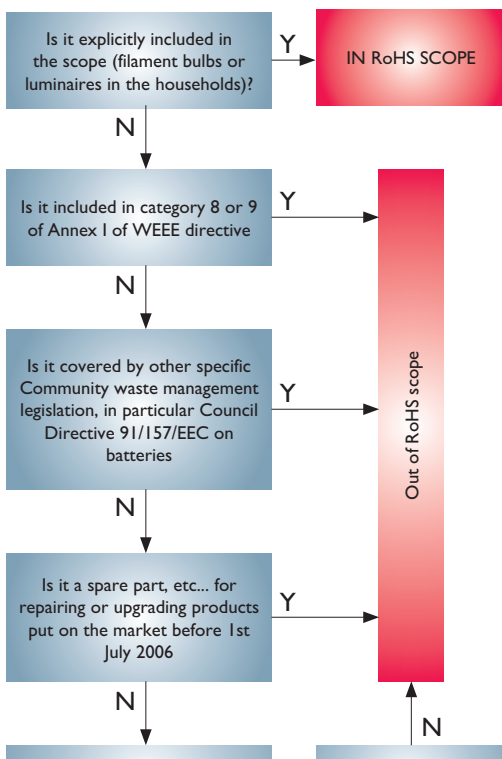 Is it explicitly included in
the scope (filament bulbs or
luminaires in the households)?
Y
IN RoHS SCOPE
N
Is it included in category 8 or 9
of Annex I of WEEE directive
Y
N
Is it covered by other specific
Community waste management
legislation, in particular Council
Directive 91/157/EEC on
batteries
Y
Out of RoHS scope
N
Is it a spare part, etc... for
repairing or upgrading products
put on the market before 1st
July 2006
Y
N
N